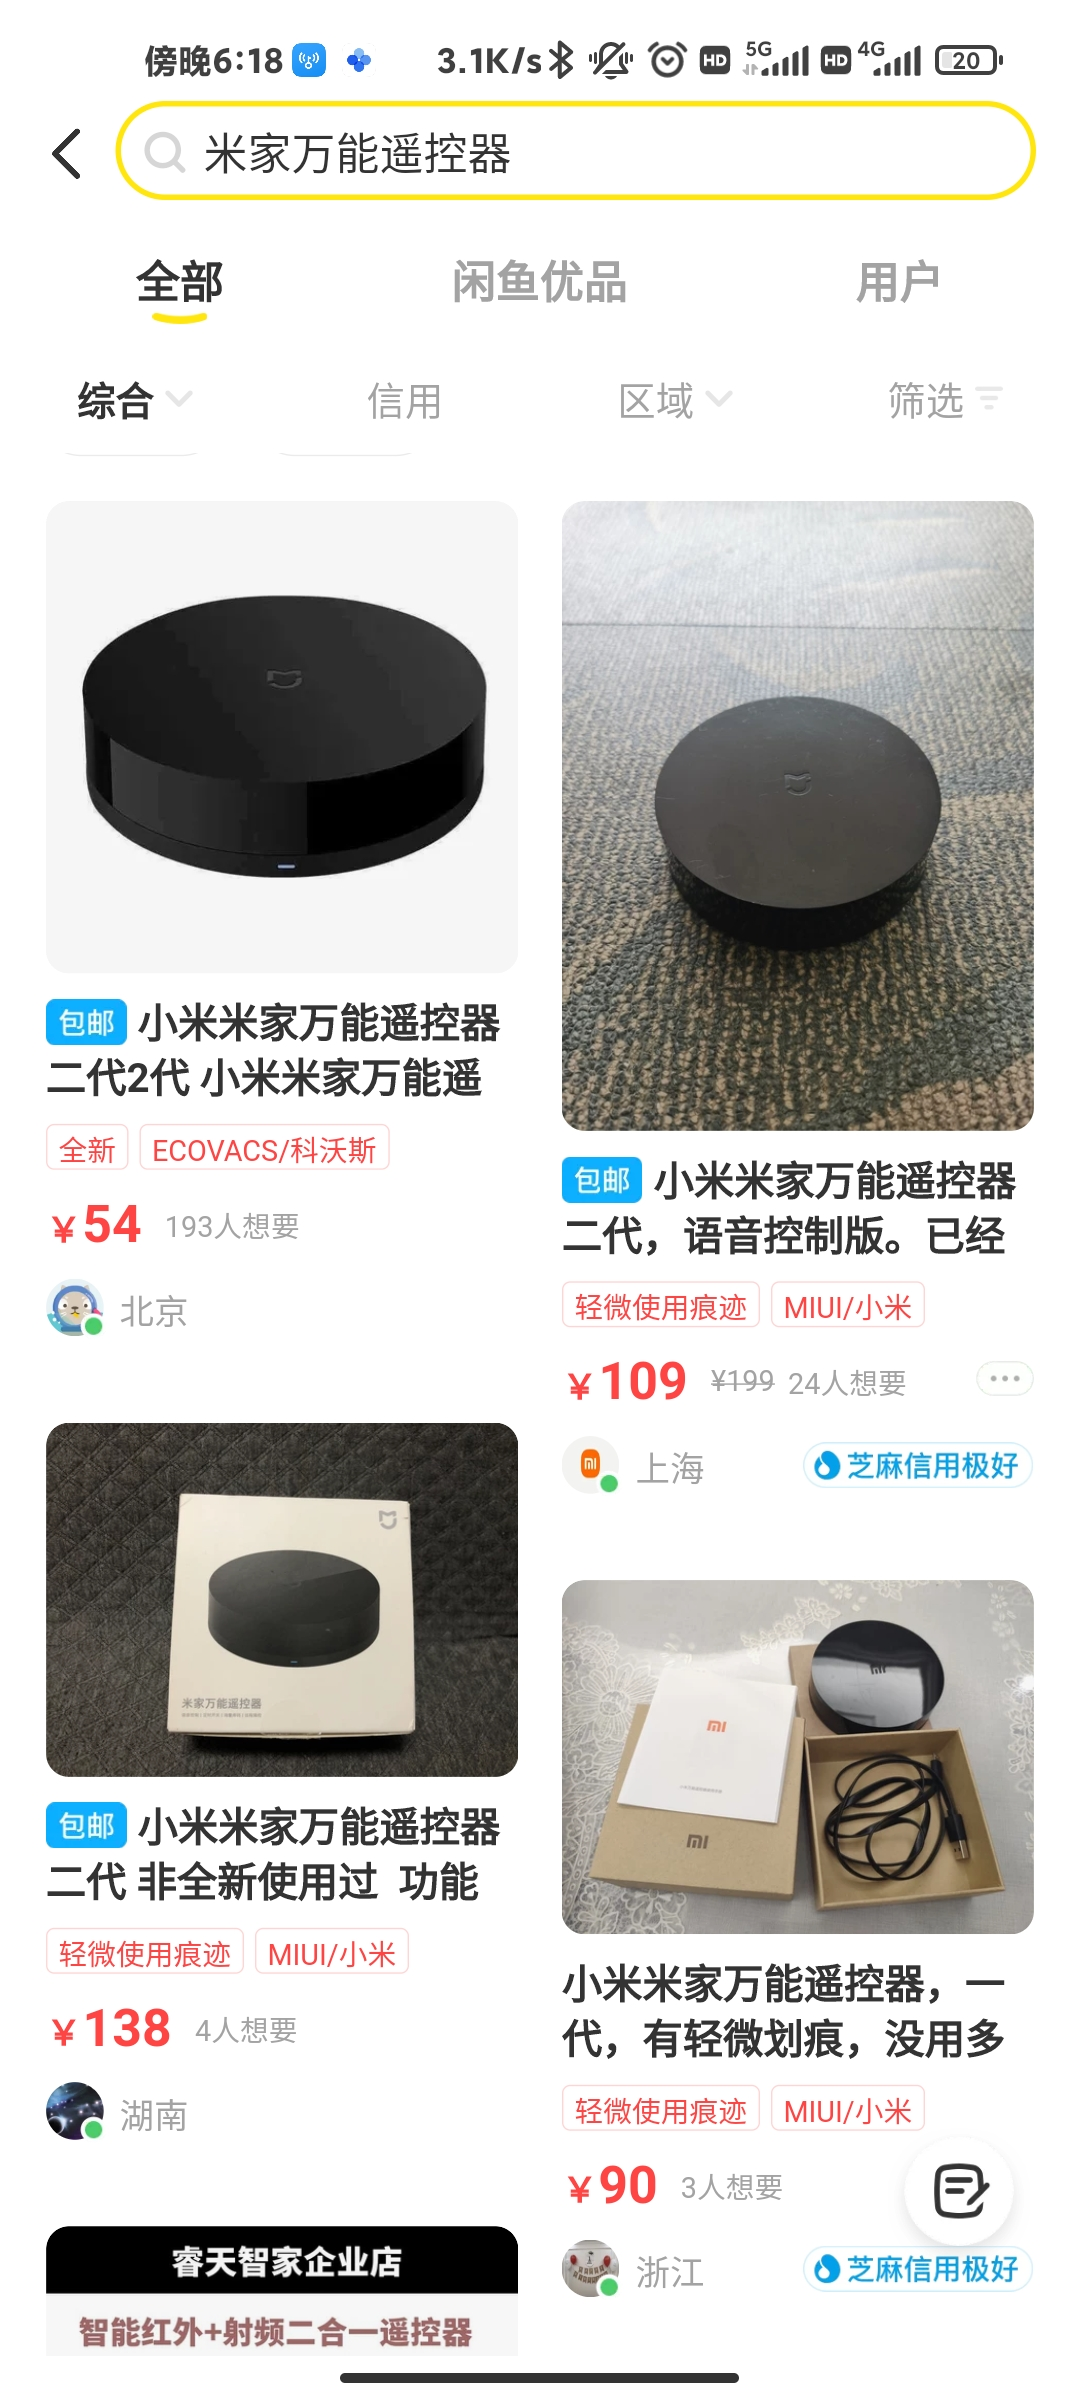 傍晚6:18
3.1K/s
HD
5G
HD
4G
20
米家万能遥控器
全部
闲鱼优品
用户
综合
信用
区域
筛选
包邮 小米米家万能遥控器
二代2代 小米米家万能遥
全新
ECOVACS/科沃斯
¥54
193人想要
北京
包邮 小米米家万能遥控器
二代，语音控制版。已经
轻微使用痕迹
MIUI/小米
¥109
¥199
24人想要
上海
芝麻信用极好
米家万能遥控器
包邮 小米米家万能遥控器
二代 非全新使用过 功能
轻微使用痕迹
MIUI/小米
¥138
4人想要
湖南
小米米家万能遥控器，一
代，有轻微划痕，没用多
轻微使用痕迹
MIUI/小米
¥90
3人想要
浙江
芝麻信用极好
睿天智家企业店
智能红外+射频二合一遥控器